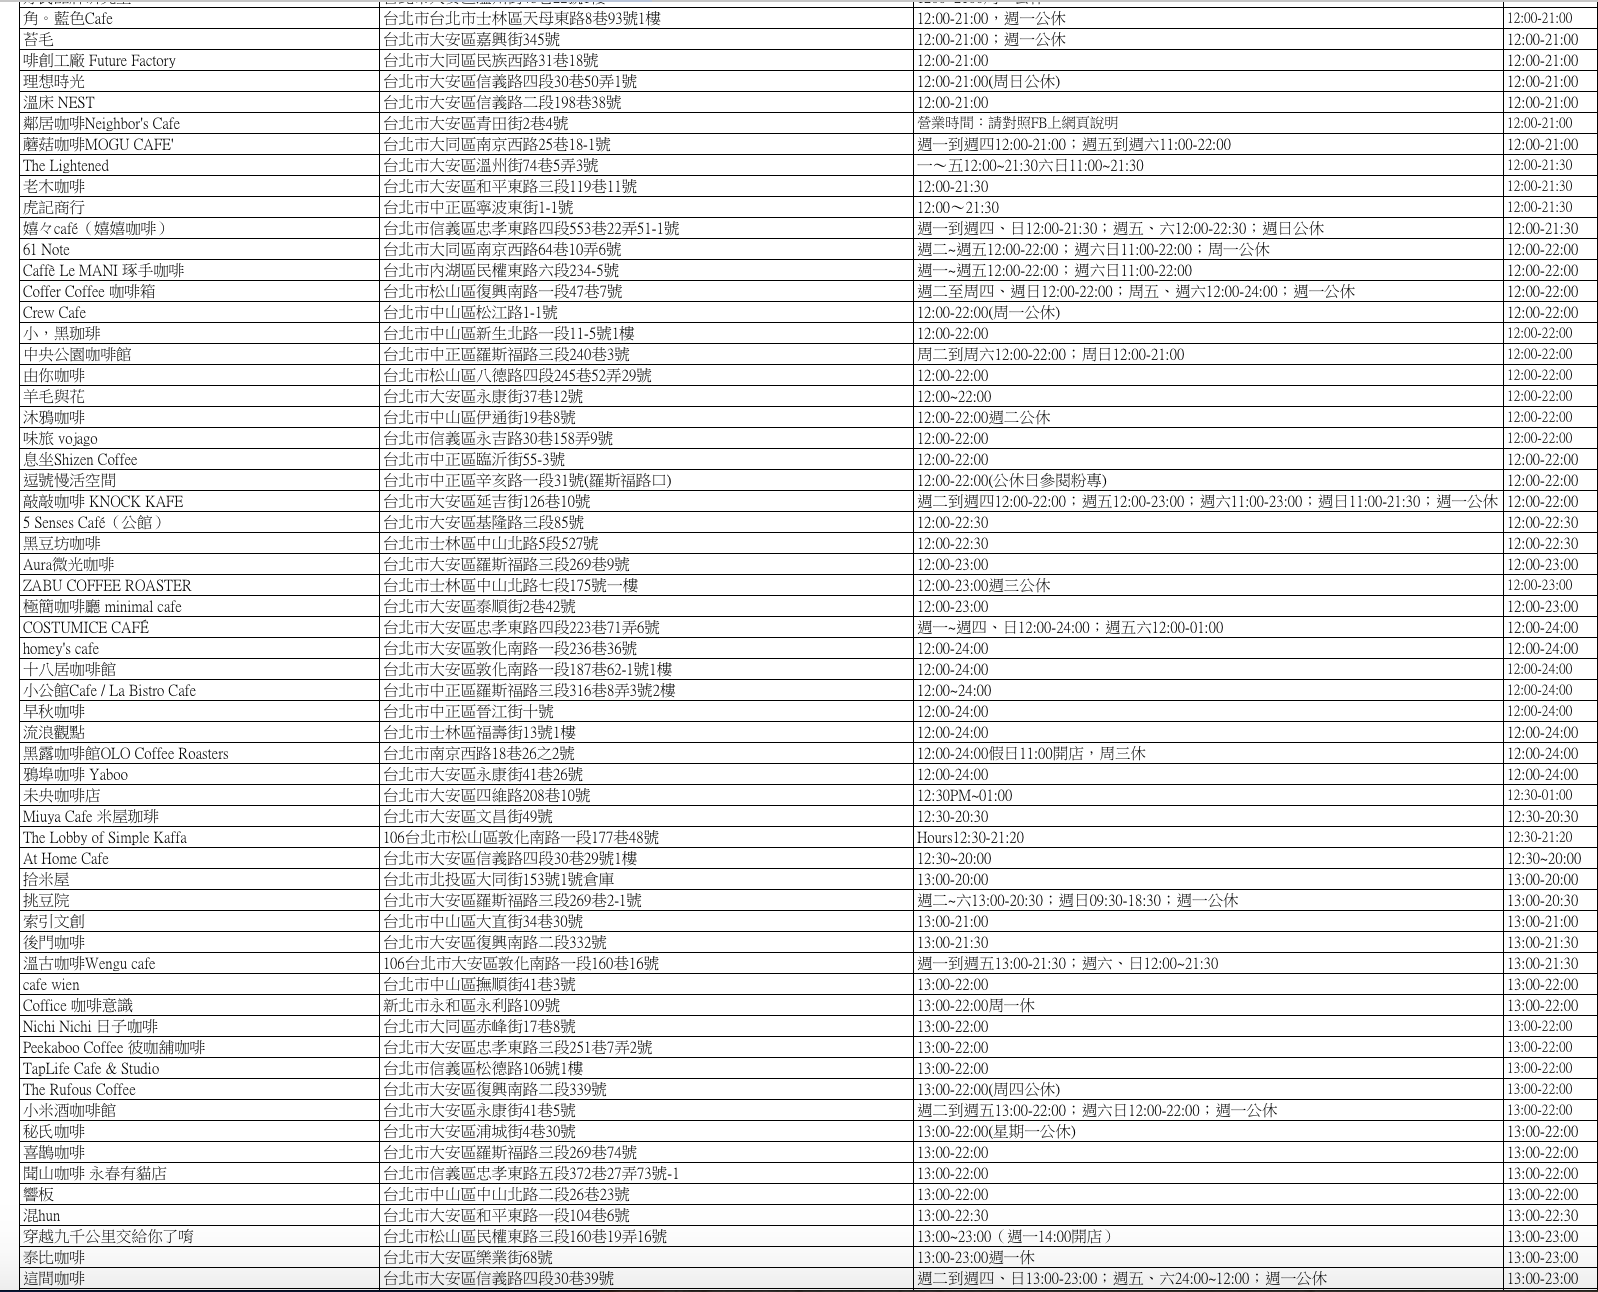 角。藍色Cafe 台北市台北市士林區天母東路8巷93號1樓 12:00-21:00，週一公休 12:00-21:00
苔毛 台北市大安區嘉興街345號 12:00-21:00；週一公休 12:00-21:00
啡創工廠 Future Factory 台北市大同區民族西路31巷18號 12:00-21:00 12:00-21:00
理想時光 台北市大安區信義路四段30巷50弄1號 12:00-21:00(周日公休) 12:00-21:00
溫床 NEST 台北市大安區信義路二段198巷38號 12:00-21:00 12:00-21:00
鄰居咖啡Neighbor's Cafe 台北市大安區青田街2巷4號 營業時間：請對照FB上網頁說明 12:00-21:00
蘑菇咖啡MOGU CAFE' 台北市大同區南京西路25巷18-1號 週一到週四12:00-21:00；週五到週六11:00-22:00 12:00-21:00
The Lightened 台北市大安區溫州街74巷5弄3號 一～五12:00~21:30六日11:00~21:30 12:00-21:30
老木咖啡 台北市大安區和平東路三段119巷11號 12:00-21:30 12:00-21:30
虎記商行 台北市中正區寧波東街1-1號 12:00～21:30 12:00-21:30
嬉々café（嬉嬉咖啡） 台北市信義區忠孝東路四段553巷22弄51-1號 週一到週四、日12:00-21:30；週五、六12:00-22:30；週日公休 12:00-21:30
61 Note 台北市大同區南京西路64巷10弄6號 週二~週五12:00-22:00；週六日11:00-22:00；周一公休 12:00-22:00
Caffè Le MANI 琢手咖啡 台北市內湖區民權東路六段234-5號 週一~週五12:00-22:00；週六日11:00-22:00 12:00-22:00
Coffer Coffee 咖啡箱 台北市松山區復興南路一段47巷7號 週二至周四、週日12:00-22:00；周五、週六12:00-24:00；週一公休 12:00-22:00
Crew Cafe 台北市中山區松江路1-1號 12:00-22:00(周一公休) 12:00-22:00
小，黑珈琲 台北市中山區新生北路一段11-5號1樓 12:00-22:00 12:00-22:00
中央公園咖啡館 台北市中正區羅斯福路三段240巷3號 周二到周六12:00-22:00；周日12:00-21:00 12:00-22:00
由你咖啡 台北市松山區八德路四段245巷52弄29號 12:00-22:00 12:00-22:00
羊毛與花 台北市大安區永康街37巷12號 12:00~22:00 12:00-22:00
沐鴉咖啡 台北市中山區伊通街19巷8號 12:00-22:00週二公休 12:00-22:00
味旅 vojago 台北市信義區永吉路30巷158弄9號 12:00-22:00 12:00-22:00
息坐Shizen Coffee 台北市中正區臨沂街55-3號 12:00-22:00 12:00-22:00
逗號慢活空間 台北市中正區辛亥路一段31號(羅斯福路口) 12:00-22:00(公休日參閱粉專) 12:00-22:00
敲敲咖啡 KNOCK KAFE 台北市大安區延吉街126巷10號 週二到週四12:00-22:00；週五12:00-23:00；週六11:00-23:00；週日11:00-21:30；週一公休 12:00-22:00
5 Senses Café（公館） 台北市大安區基隆路三段85號 12:00-22:30 12:00-22:30
黑豆坊咖啡 台北市士林區中山北路5段527號 12:00-22:30 12:00-22:30
Aura微光咖啡 台北市大安區羅斯福路三段269巷9號 12:00-23:00 12:00-23:00
ZABU COFFEE ROASTER 台北市士林區中山北路七段175號一樓 12:00-23:00週三公休 12:00-23:00
極簡咖啡廳 minimal cafe 台北市大安區泰順街2巷42號 12:00-23:00 12:00-23:00
COSTUMICE CAFÉ 台北市大安區忠孝東路四段223巷71弄6號 週一~週四、日12:00-24:00；週五六12:00-01:00 12:00-24:00
homey's cafe 台北市大安區敦化南路一段236巷36號 12:00-24:00 12:00-24:00
十八居咖啡館 台北市大安區敦化南路一段187巷62-1號1樓 12:00-24:00 12:00-24:00
小公館Cafe / La Bistro Cafe 台北市中正區羅斯福路三段316巷8弄3號2樓 12:00~24:00 12:00-24:00
早秋咖啡 台北市中正區晉江街十號 12:00-24:00 12:00-24:00
流浪觀點 台北市士林區福壽街13號1樓 12:00-24:00 12:00-24:00
黑露咖啡館OLO Coffee Roasters 台北市南京西路18巷26之2號 12:00-24:00假日11:00開店，周三休 12:00-24:00
鴉埠咖啡 Yaboo 台北市大安區永康街41巷26號 12:00-24:00 12:00-24:00
未央咖啡店 台北市大安區四維路208巷10號 12:30PM~01:00 12:30-01:00
Miuya Cafe 米屋珈琲 台北市大安區文昌街49號 12:30-20:30 12:30-20:30
The Lobby of Simple Kaffa 106台北市松山區敦化南路一段177巷48號 Hours12:30-21:20 12:30-21:20
At Home Cafe 台北市大安區信義路四段30巷29號1樓 12:30~20:00 12:30~20:00
拾米屋 台北市北投區大同街153號1號倉庫 13:00-20:00 13:00-20:00
挑豆院 台北市大安區羅斯福路三段269巷2-1號 週二~六13:00-20:30；週日09:30-18:30；週一公休 13:00-20:30
索引文創 台北市中山區大直街34巷30號 13:00-21:00 13:00-21:00
後門咖啡 台北市大安區復興南路二段332號 13:00-21:30 13:00-21:30
溫古咖啡Wengu cafe 106台北市大安區敦化南路一段160巷16號 週一到週五13:00-21:30；週六、日12:00~21:30 13:00-21:30
cafe wien 台北市中山區撫順街41巷3號 13:00-22:00 13:00-22:00
Coffice 咖啡意識 新北市永和區永利路109號 13:00-22:00周一休 13:00-22:00
Nichi Nichi 日子咖啡 台北市大同區赤峰街17巷8號 13:00-22:00 13:00-22:00
Peekaboo Coffee 彼咖舖咖啡 台北市大安區忠孝東路三段251巷7弄2號 13:00-22:00 13:00-22:00
TapLife Cafe & Studio 台北市信義區松德路106號1樓 13:00-22:00 13:00-22:00
The Rufous Coffee 台北市大安區復興南路二段339號 13:00-22:00(周四公休) 13:00-22:00
小米酒咖啡館 台北市大安區永康街41巷5號 週二到週五13:00-22:00；週六日12:00-22:00；週一公休 13:00-22:00
秘氏咖啡 台北市大安區浦城街4巷30號 13:00-22:00(星期一公休) 13:00-22:00
喜鵲咖啡 台北市大安區羅斯福路三段269巷74號 13:00-22:00 13:00-22:00
聞山咖啡 永春有貓店 台北市信義區忠孝東路五段372巷27弄73號-1 13:00-22:00 13:00-22:00
響板 台北市中山區中山北路二段26巷23號 13:00-22:00 13:00-22:00
混hun 台北市大安區和平東路一段104巷6號 13:00-22:30 13:00-22:30
穿越九千公里交給你了唷 台北市松山區民權東路三段160巷19弄16號 13:00~23:00（週一14:00開店） 13:00-23:00
泰比咖啡 台北市大安區樂業街68號 13:00-23:00週一休 13:00-23:00
這間咖啡 台北市大安區信義路四段30巷39號 週二到週四、日13:00-23:00；週五、六24:00~12:00；週一公休 13:00-23:00